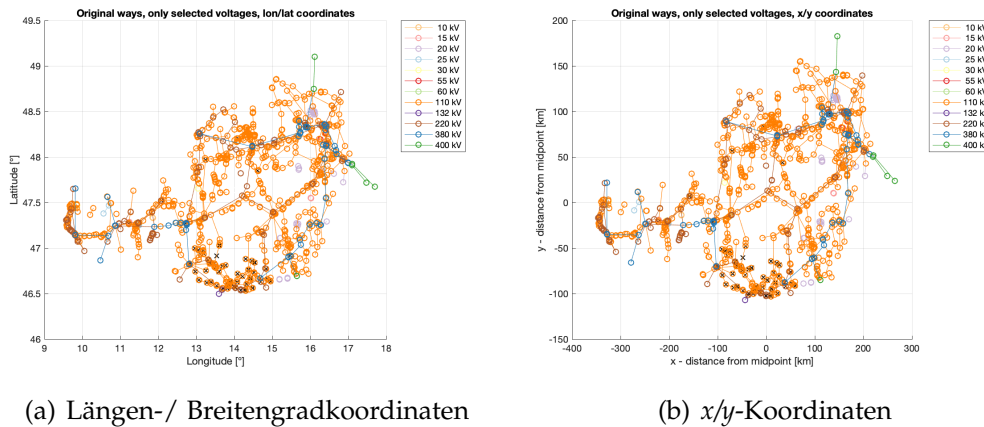 Original ways, only selected voltages, lon/lat coordinates
49.5
49
48.5
48
47.5
47
46.5
46
Latitude [°]
9 10 11 12 13 14 15 16 17 18
Longitude [°]
10 kV
15 kV
20 kV
25 kV
30 kV
55 kV
60 kV
110 kV
132 kV
220 kV
380 kV
400 kV
(a) Längen-/ Breitengradkoordinaten
Original ways, only selected voltages, x/y coordinates
200
150
100
50
0
-50
-100
-150
y - distance from midpoint [km]
-400 -300 -200 -100 0 100 200 300
x - distance from midpoint [km]
10 kV
15 kV
20 kV
25 kV
30 kV
55 kV
60 kV
110 kV
132 kV
220 kV
380 kV
400 kV
(b) x/y-Koordinaten